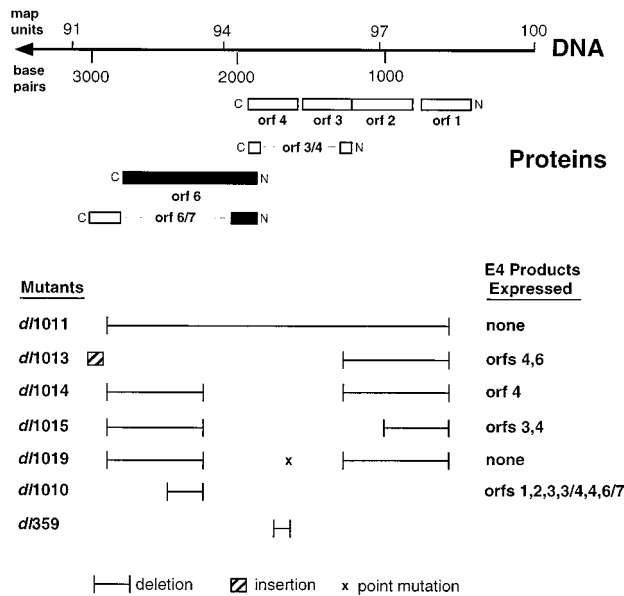 map units 91 94 97 100 DNA
base pairs 3000 2000 1000
C N
orf 4 orf 3 orf 2 orf 1
C orf 3/4 N
Proteins
C N
orf 6
C orf 6/7 N
Mutants E4 Products Expressed
dl1011 none
dl1013 orfs 4,6
dl1014 orf 4
dl1015 orfs 3,4
dl1019 x none
dl1010 orfs 1,2,3,3/4,4,6/7
dl359
deletion insertion x point mutation